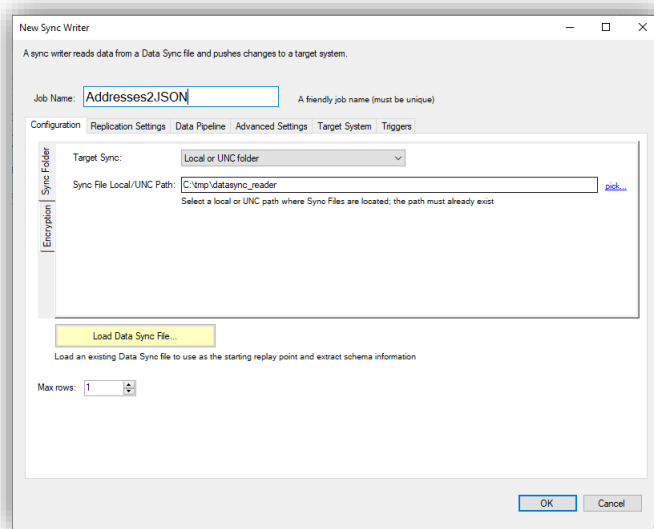 New Sync Writer
A sync writer reads data from a Data Sync file and pushes changes to a target system.
Job Name: Addresses2JSON A friendly job name (must be unique)
Configuration Replication Settings Data Pipeline Advanced Settings Target System Triggers
Sync Folder
Encryption
Target Sync: Local or UNC folder
Sync File Local/UNC Path: C:\tmp\datasync_reader pick...
Select a local or UNC path where Sync Files are located; the path must already exist
Load Data Sync File...
Load an existing Data Sync file to use as the starting replay point and extract schema information
Max rows: 1
OK Cancel